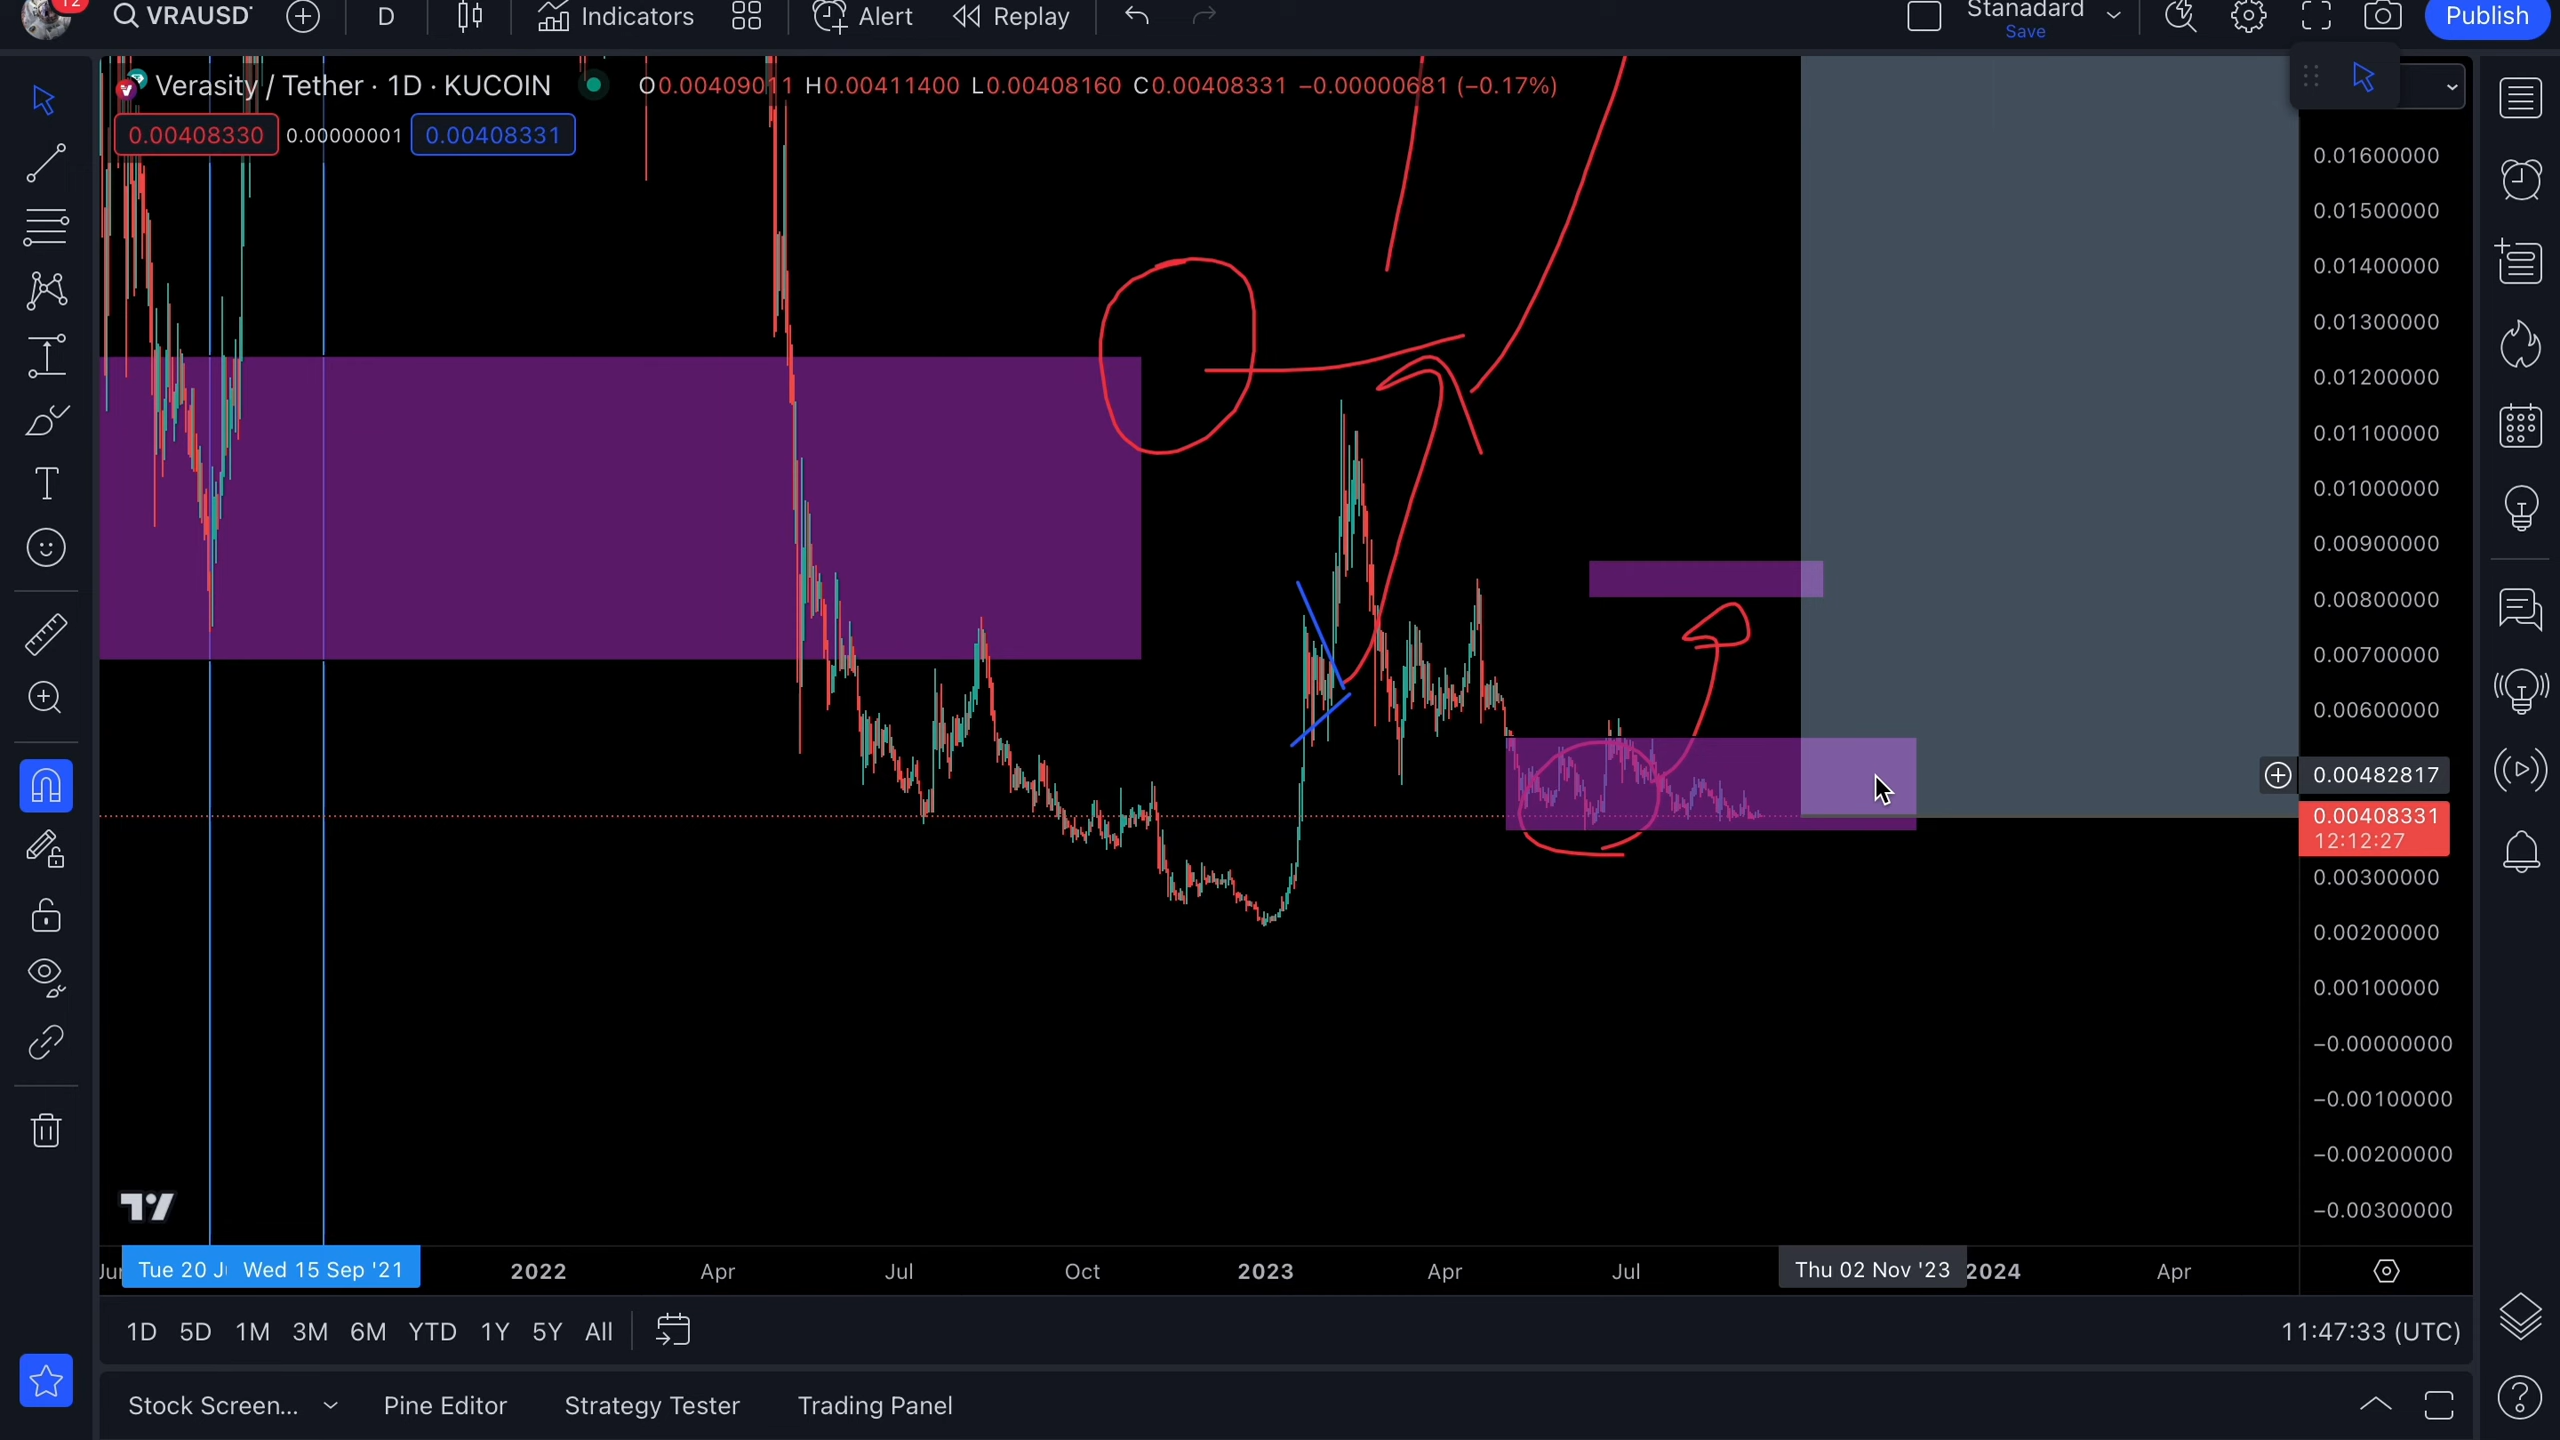 12
VRAUSDT
D
Indicators
Alert
Replay
Stanadard
Save
Publish
Verasity / Tether · 1D · KUCOIN
O0.00409011 H0.00411400 L0.00408160 C0.00408331 −0.00000681 (−0.17%)
0.00408330 0.00000001 0.00408331
0.01600000
0.01500000
0.01400000
0.01300000
0.01200000
0.01100000
0.01000000
0.00900000
0.00800000
0.00700000
0.00600000
0.00482817
0.00408331
12:12:27
0.00300000
0.00200000
0.00100000
−0.00000000
−0.00100000
−0.00200000
−0.00300000
Tue 20 Wed 15 Sep '21 2022 Apr Jul Oct 2023 Apr Jul Thu 02 Nov '23 2024 Apr
1D 5D 1M 3M 6M YTD 1Y 5Y All
11:47:33 (UTC)
Stock Screen... Pine Editor Strategy Tester Trading Panel